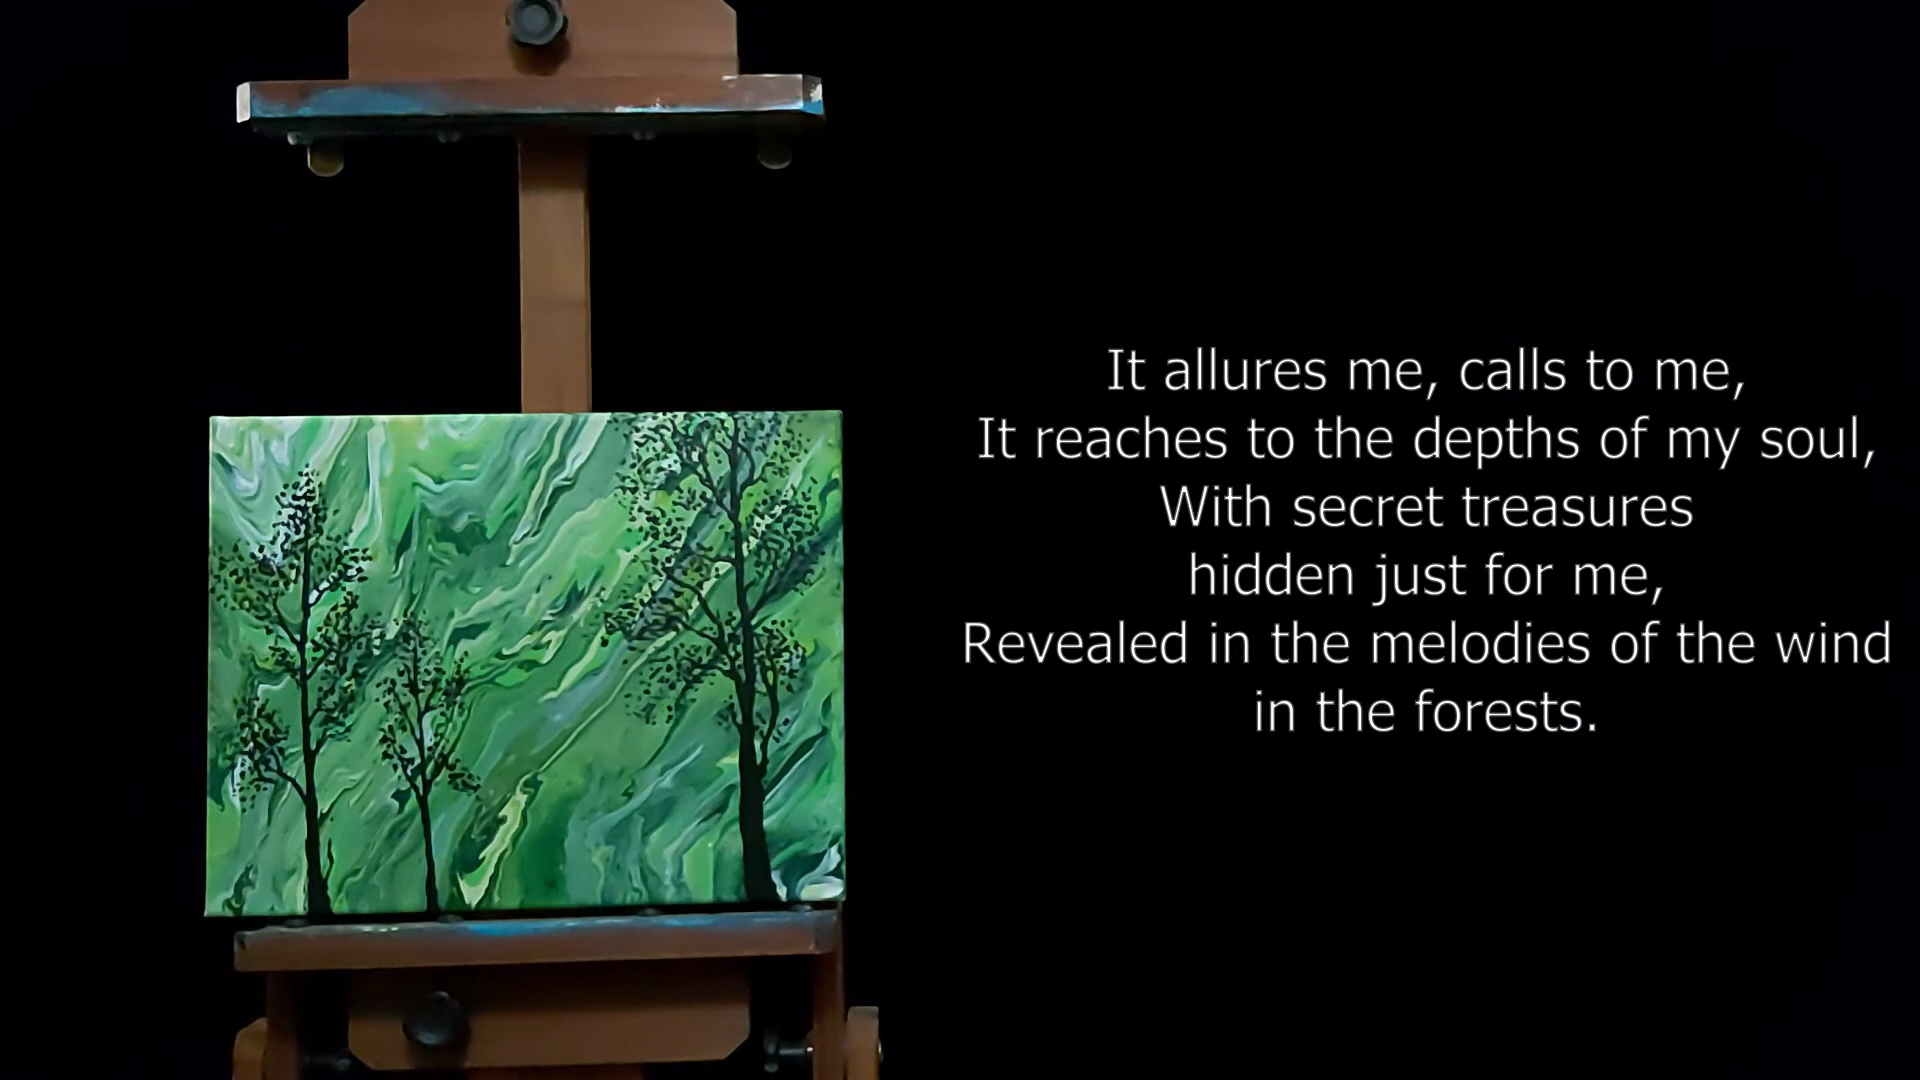 It allures me, calls to me,
It reaches to the depths of my soul,
With secret treasures
hidden just for me,
Revealed in the melodies of the wind
in the forests.